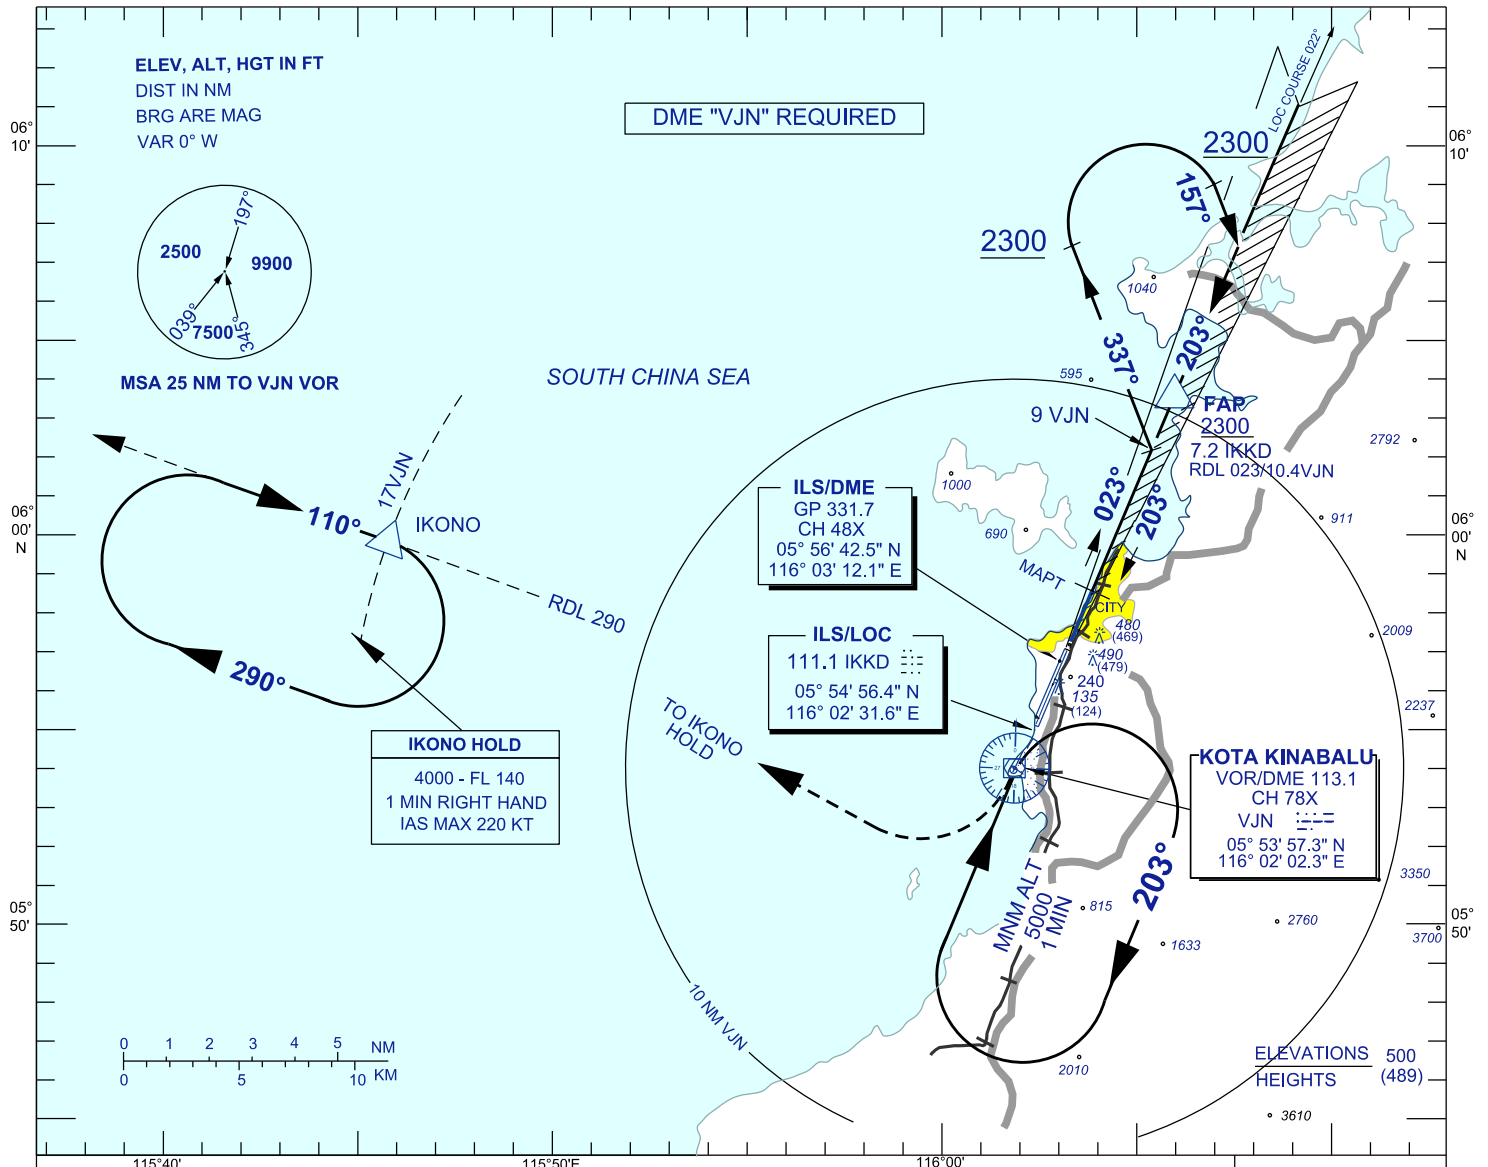 ELEV, ALT, HGT IN FT
DIST IN NM
BRG ARE MAG
VAR 0° W
DME "VJN" REQUIRED
LOC COURSE 022°
2300
06°
10'
06°
10'
197°
2500
9900
039°
7500
345°
MSA 25 NM TO VJN VOR
157°
2300
1040
SOUTH CHINA SEA
337°
203°
595
FAP
2300
7.2 IKKD
RDL 023/10.4VJN
9 VJN
2792
17VJN
110°
IKONO
RDL 290
290°
06°
00'
N
06°
00'
N
1000
690
911
023°
203°
ILS/DME
GP 331.7
CH 48X
05° 56' 42.5" N
116° 03' 12.1" E
MAPT
CITY
480
(469)
490
(479)
240
135
(124)
2009
2237
ILS/LOC
111.1 IKKD
05° 54' 56.4" N
116° 02' 31.6" E
TO IKONO
HOLD
IKONO HOLD
4000 - FL 140
1 MIN RIGHT HAND
IAS MAX 220 KT
0
27
18
KOTA KINABALU
VOR/DME 113.1
CH 78X
VJN
05° 53' 57.3" N
116° 02' 02.3" E
203°
MNM ALT
5000
1 MIN
815
1633
2760
3350
3700
05°
50'
05°
50'
10 NM VJN
2010
3610
0 1 2 3 4 5 NM
0 5 10 KM
ELEVATIONS 500
HEIGHTS (489)
115°40'
115°50'E
116°00'